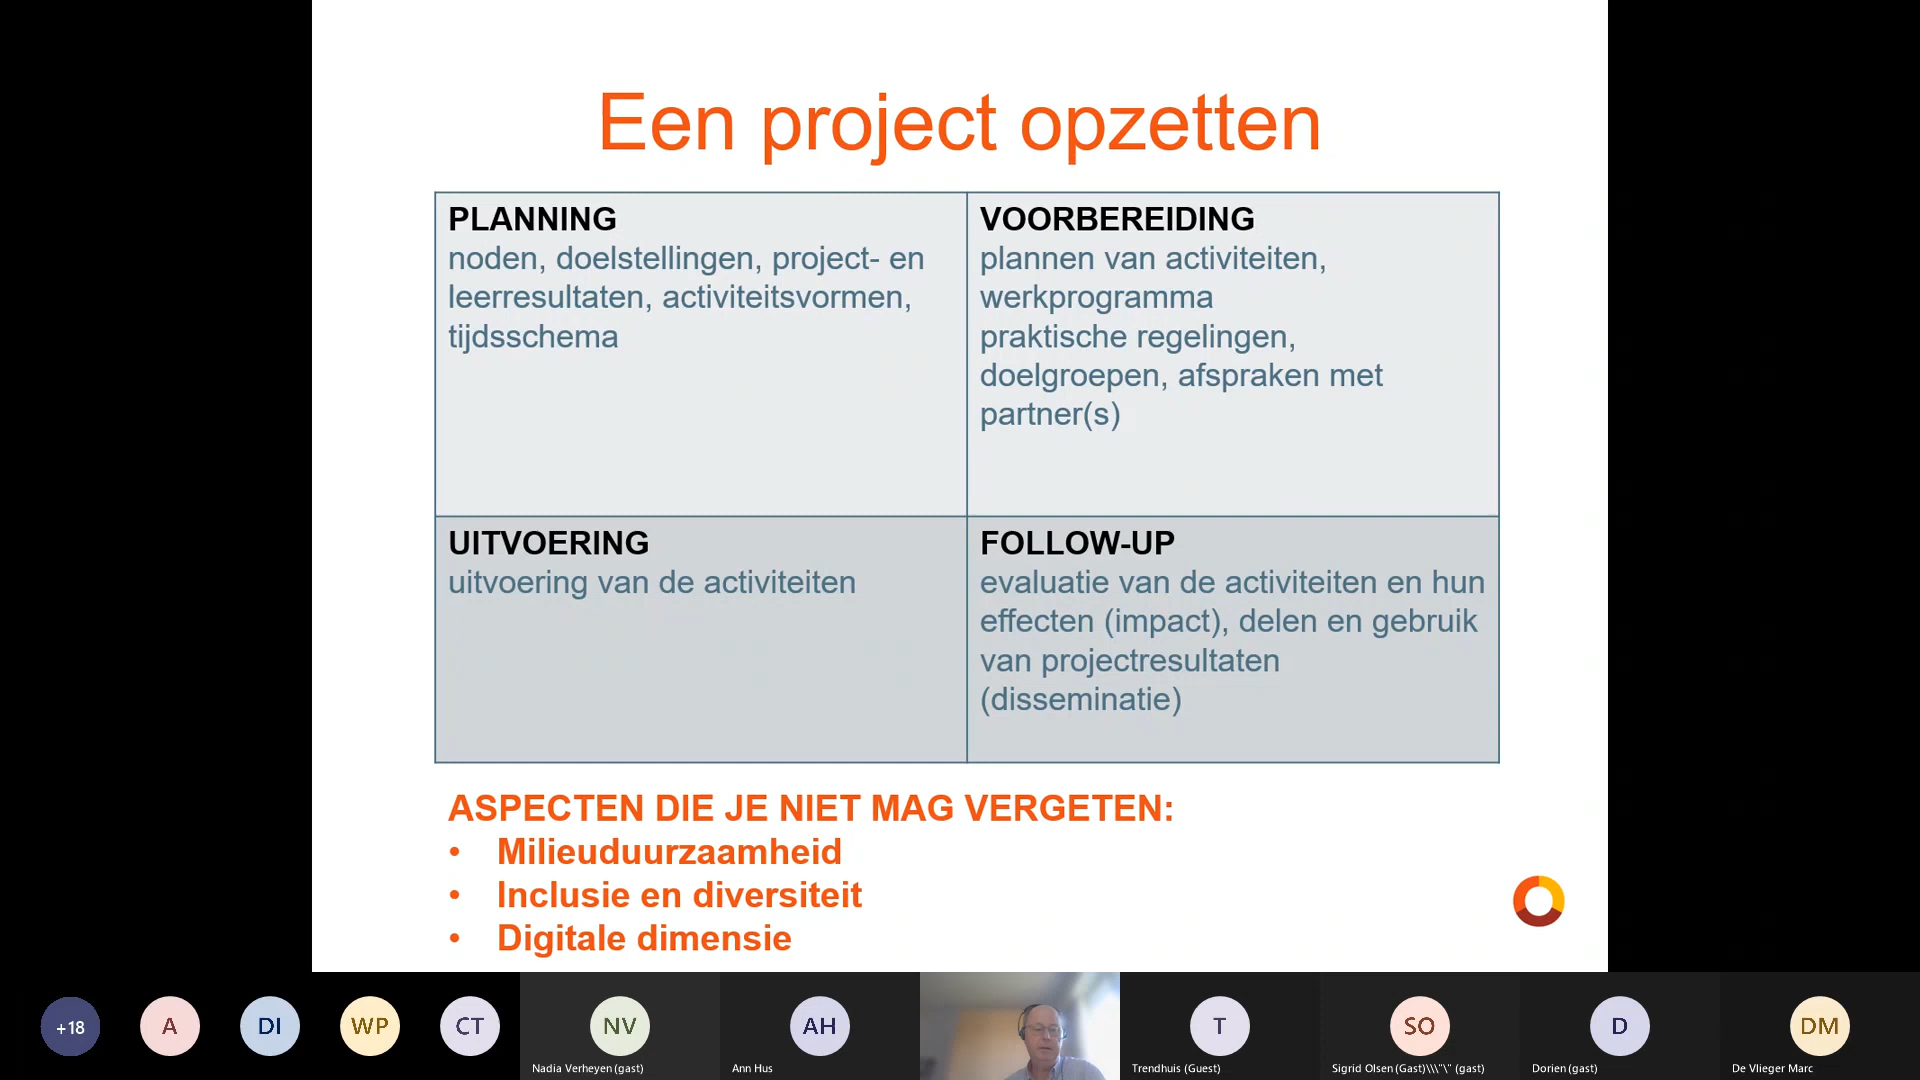 Een project opzetten
PLANNING
noden, doelstellingen, project- en
leerresultaten, activiteitsvormen,
tijdsschema
VOORBEREIDING
plannen van activiteiten,
werkprogramma
praktische regelingen,
doelgroepen, afspraken met
partner(s)
UITVOERING
uitvoering van de activiteiten
FOLLOW-UP
evaluatie van de activiteiten en hun
effecten (impact), delen en gebruik
van projectresultaten
(disseminatie)
ASPECTEN DIE JE NIET MAG VERGETEN:
• Milieuduurzaamheid
• Inclusie en diversiteit
• Digitale dimensie
+18
A
DI
WP
CT
NV
AH
T
SO
D
DM
Nadia Verheyen (gast)
Ann Hus
Trendhuis (Guest)
Sigrid Olsen (Gast)\\\"\" (gast)
Dorien (gast)
De Vlieger Marc